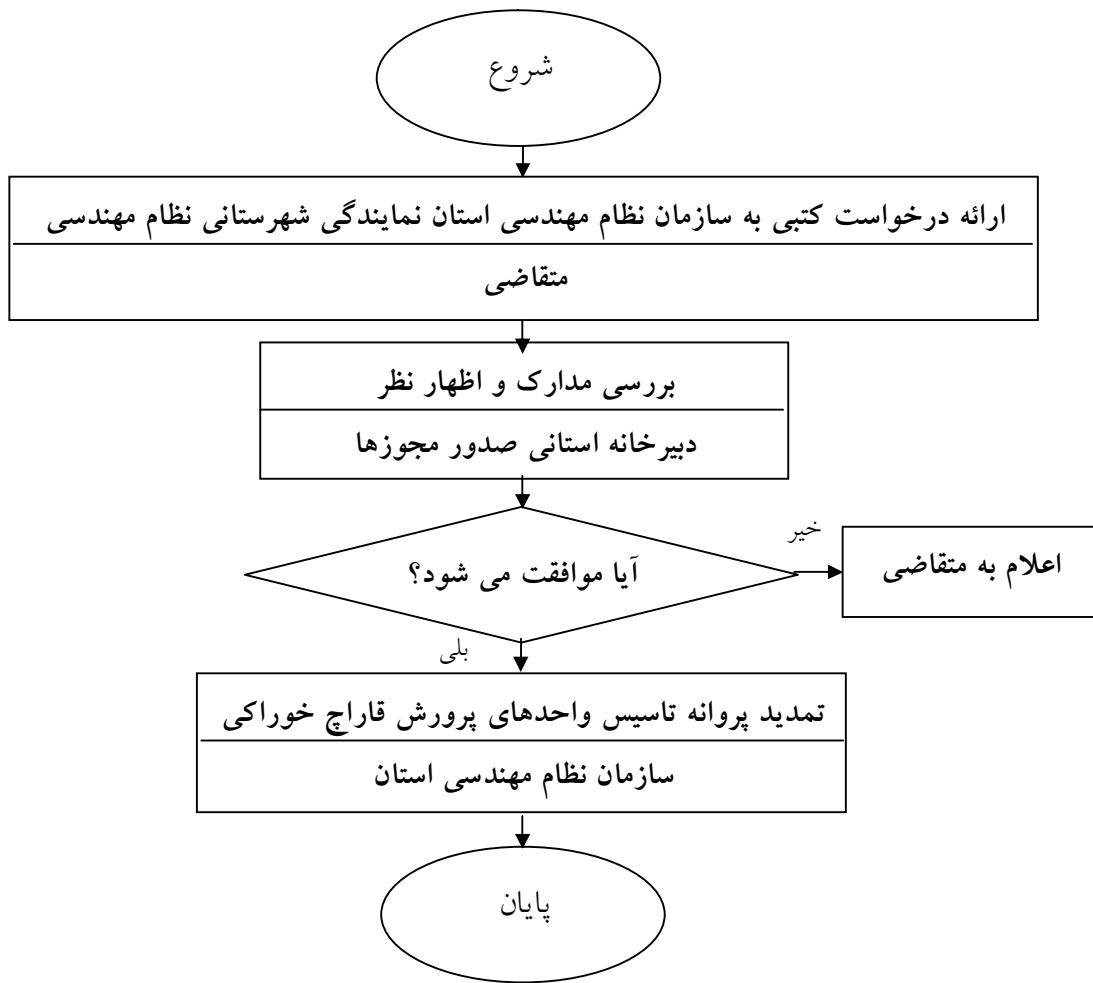 شروع
ارائه درخواست کتبی به سازمان نظام مهندسی استان نمایندگی شهرستانی نظام مهندسی
متقاضی
بررسی مدارک و اظهار نظر
دبیرخانه استانی صدور مجوزها
آیا موافقت می شود؟
خیر
اعلام به متقاضی
بلی
تمدید پروانه تاسیس واحدهای پرورش قاراچ خوراکی
سازمان نظام مهندسی استان
پایان